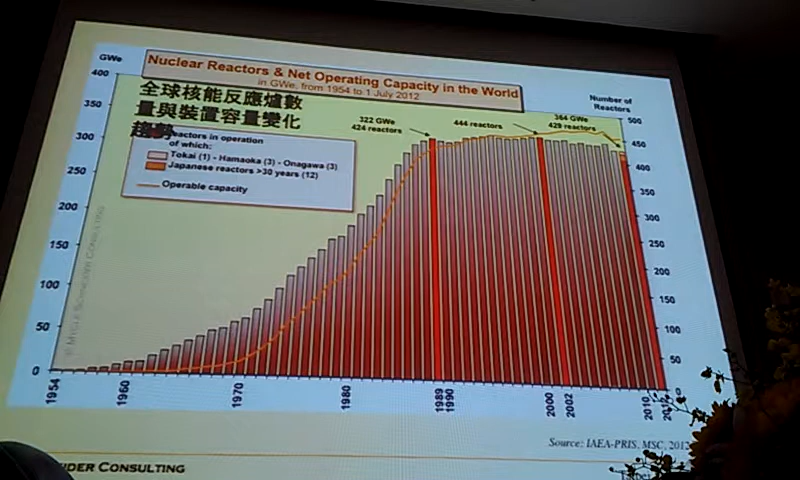 Nuclear Reactors & Net Operating Capacity in the World
in GWe, from 1954 to 1 July 2012
GWe
Number of
Reactors
全球核能反應爐數
量與裝置容量變化
趨勢
Reactors in operation
of which:
Tokai (1) - Hamaoka (3) - Onagawa (3)
Japanese reactors >30 years (12)
Operable capacity
322 GWe
424 reactors
444 reactors
364 GWe
429 reactors
400
350
300
250
200
150
100
50
0
500
450
400
350
300
250
200
150
100
50
0
1954
1960
1970
1980
1989
1990
2000
2002
2010
© Mycle Schneider Consulting
Source: IAEA-PRIS, MSC, 2012
IDER CONSULTING